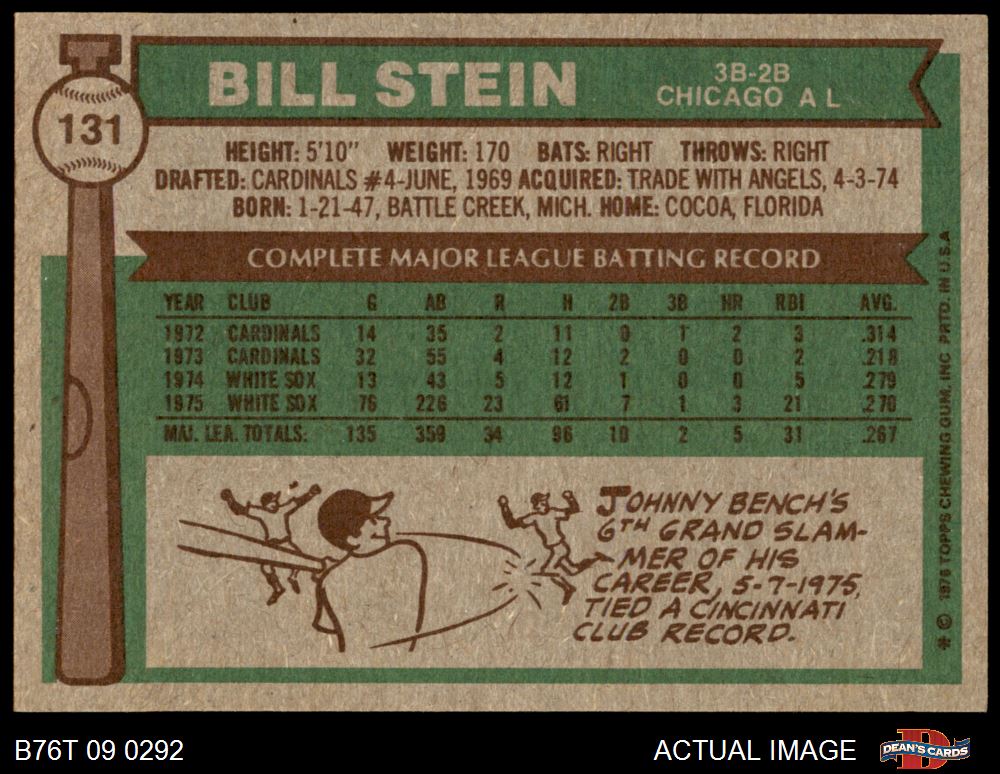 BILL STEIN
3B-2B
CHICAGO A L
131
HEIGHT: 5'10" WEIGHT: 170 BATS: RIGHT THROWS: RIGHT
DRAFTED: CARDINALS #4-JUNE, 1969 ACQUIRED: TRADE WITH ANGELS, 4-3-74
BORN: 1-21-47, BATTLE CREEK, MICH. HOME: COCOA, FLORIDA
COMPLETE MAJOR LEAGUE BATTING RECORD
YEAR CLUB G AB R H 2B 3B HR RBI AVG.
1972 CARDINALS 14 35 2 11 0 1 2 3 .314
1973 CARDINALS 32 55 4 12 2 0 0 2 .218
1974 WHITE SOX 13 43 5 12 1 0 0 5 .279
1975 WHITE SOX 76 226 23 61 7 1 3 21 .270
MAJ. LEA. TOTALS: 135 359 34 96 10 2 5 31 .267
JOHNNY BENCH'S
6TH GRAND SLAM-
MER OF HIS
CAREER, 5-7-1975,
TIED A CINCINNATI
CLUB RECORD.
* © 1976 TOPPS CHEWING GUM, INC. PRTD. IN U.S.A
B76T 09 0292
ACTUAL IMAGE
DEAN'S CARDS